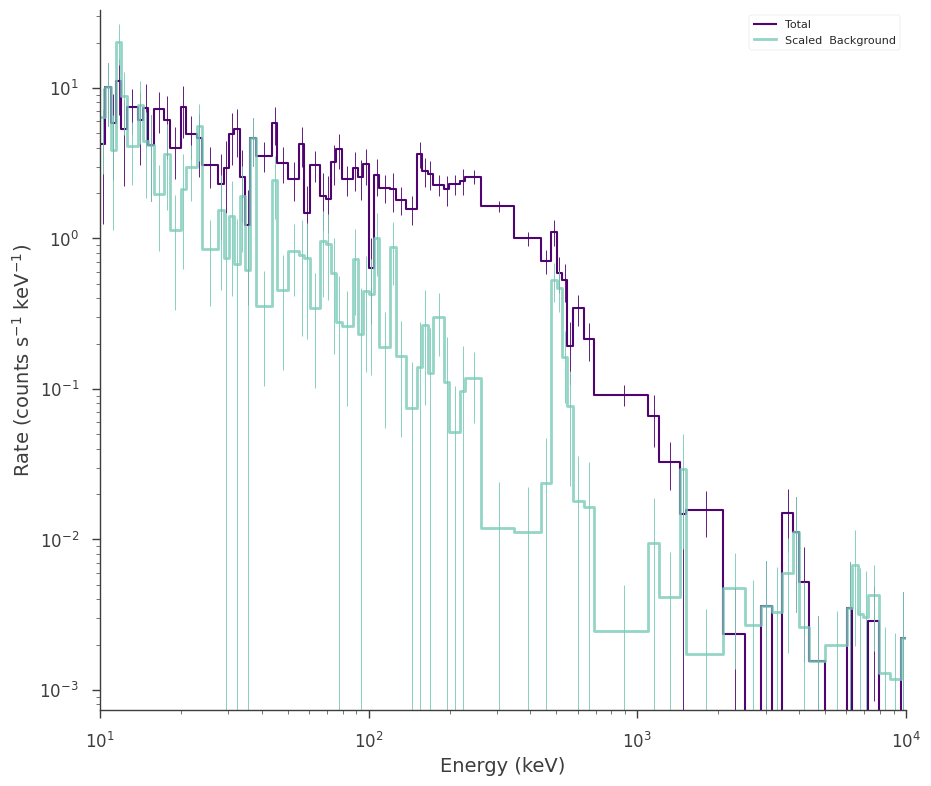 Total
Scaled  Background
Rate (counts s⁻¹ keV⁻¹)
10¹
10⁰
10⁻¹
10⁻²
10⁻³
10¹ 10² 10³ 10⁴
Energy (keV)